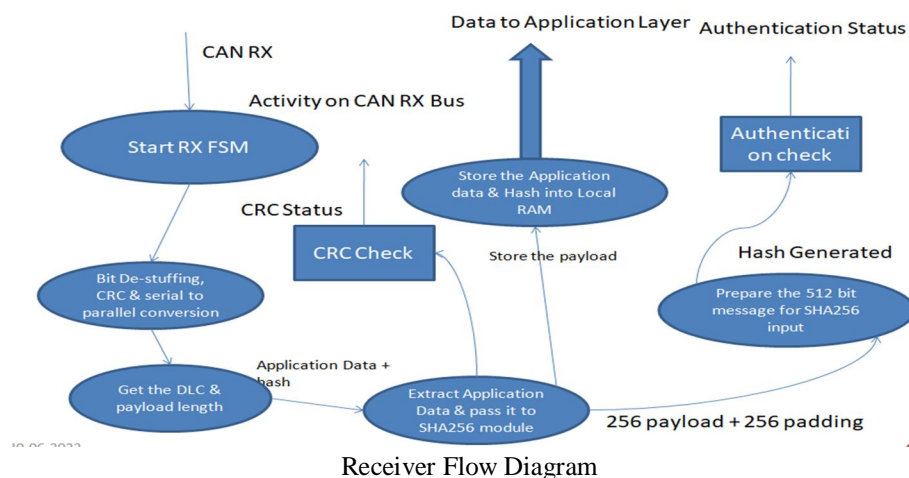 Data to Application Layer
Authentication Status
CAN RX
Activity on CAN RX Bus
Start RX FSM
Authenticati
on check
Store the Application
data & Hash into Local
RAM
CRC Status
CRC Check
Store the payload
Hash Generated
Bit De-stuffing,
CRC & serial to
parallel conversion
Prepare the 512 bit
message for SHA256
input
Application Data +
hash
Get the DLC &
payload length
Extract Application
Data & pass it to
SHA256 module
256 payload + 256 padding
Receiver Flow Diagram